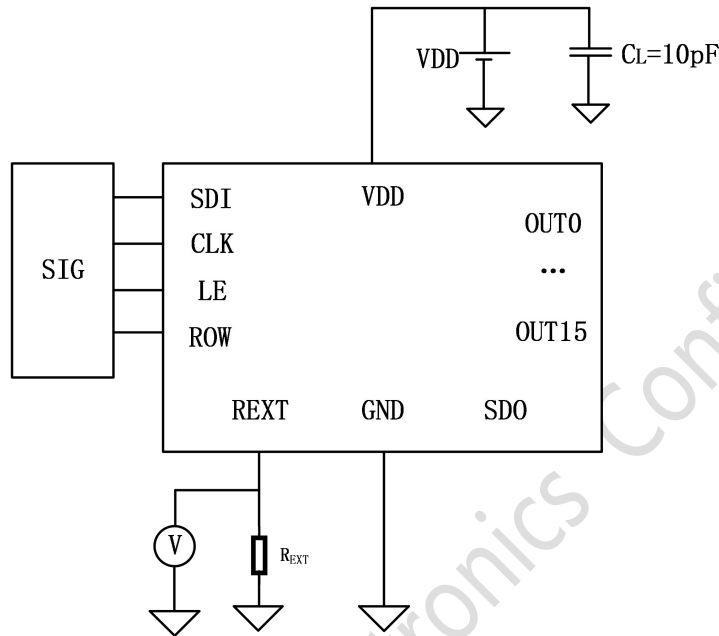 VDD
CL=10pF
SDI
VDD
OUT0
CLK
...
SIG
LE
ROW
OUT15
REXT
GND
SDO
V
REXT